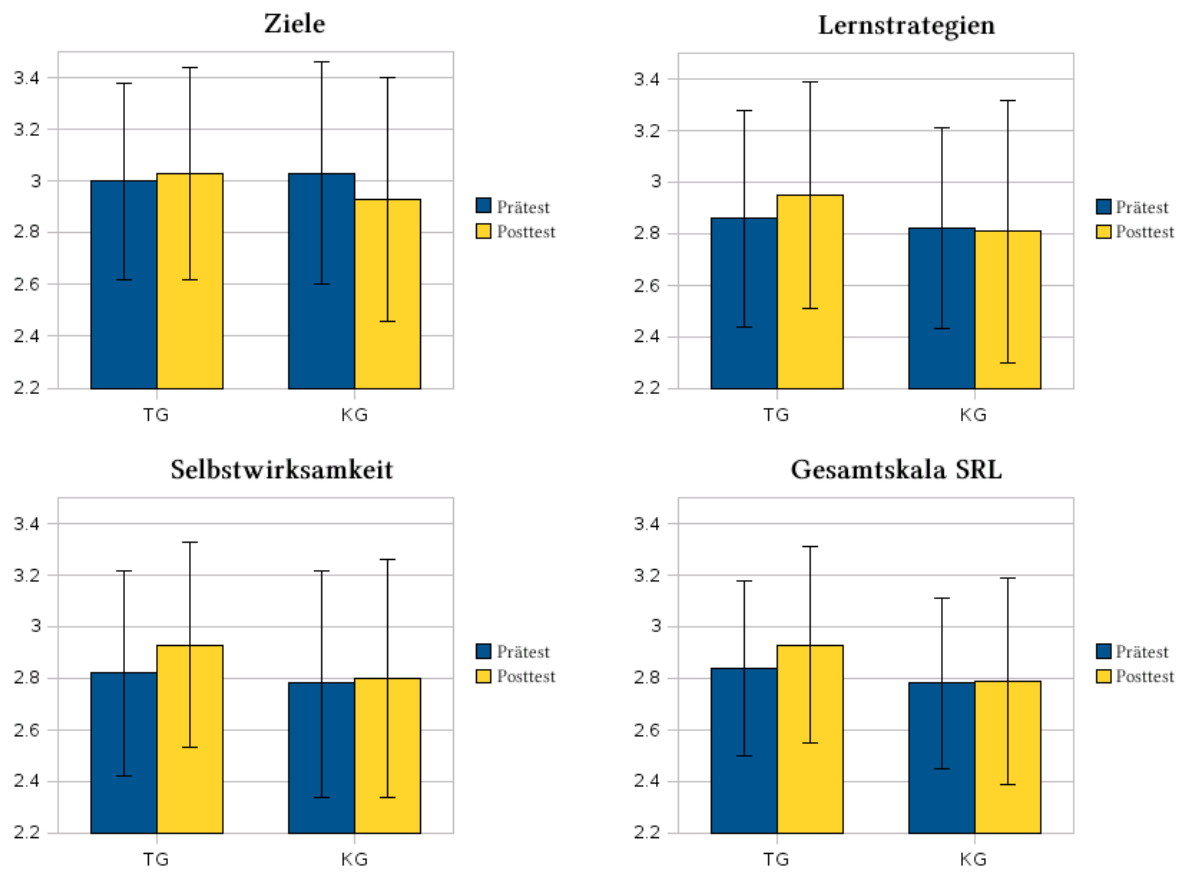 Ziele
3.4
3.2
3
2.8
2.6
2.4
2.2
TG
KG
Prätest
Posttest
Lernstrategien
3.4
3.2
3
2.8
2.6
2.4
2.2
TG
KG
Prätest
Posttest
Selbstwirksamkeit
3.4
3.2
3
2.8
2.6
2.4
2.2
TG
KG
Prätest
Posttest
Gesamtskala SRL
3.4
3.2
3
2.8
2.6
2.4
2.2
TG
KG
Prätest
Posttest